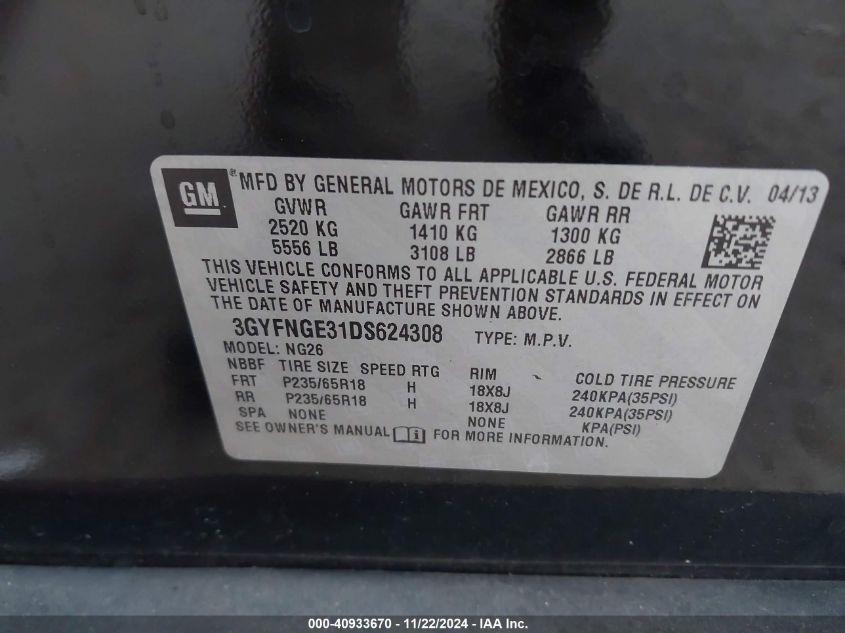 GM ® MFD BY GENERAL MOTORS DE MEXICO, S. DE R.L. DE C.V. 04/13
GVWR GAWR FRT GAWR RR
2520 KG 1410 KG 1300 KG
5556 LB 3108 LB 2866 LB
THIS VEHICLE CONFORMS TO ALL APPLICABLE U.S. FEDERAL MOTOR
VEHICLE SAFETY AND THEFT PREVENTION STANDARDS IN EFFECT ON
THE DATE OF MANUFACTURE SHOWN ABOVE.
3GYFNGE31DS624308 TYPE: M.P.V.
MODEL: NG26
NBBF TIRE SIZE SPEED RTG RIM COLD TIRE PRESSURE
FRT P235/65R18 H 18X8J 240KPA(35PSI)
RR P235/65R18 H 18X8J 240KPA(35PSI)
SPA NONE NONE KPA(PSI)
SEE OWNER'S MANUAL FOR MORE INFORMATION.
000-40933670 - 11/22/2024 - IAA Inc.